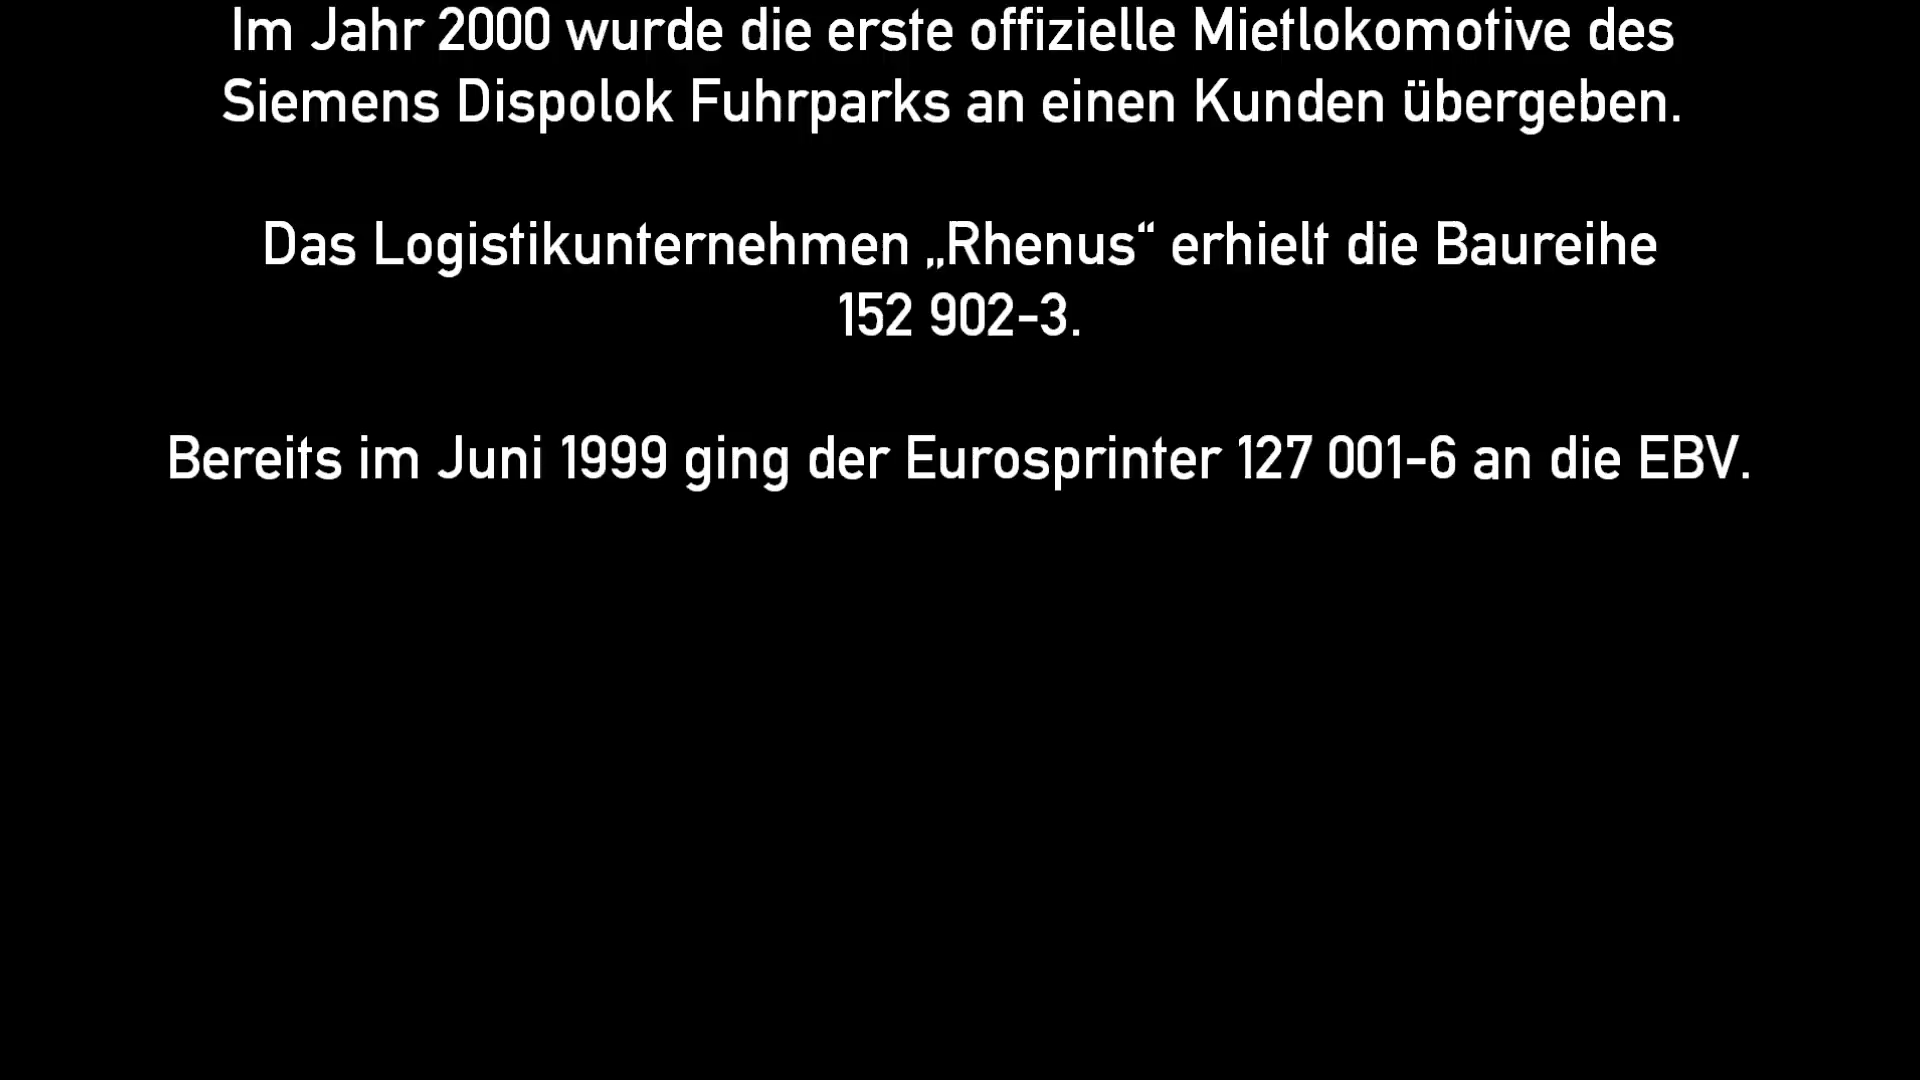 Im Jahr 2000 wurde die erste offizielle Mietlokomotive des
Siemens Dispolok Fuhrparks an einen Kunden übergeben.
Das Logistikunternehmen „Rhenus“ erhielt die Baureihe
152 902-3.
Bereits im Juni 1999 ging der Eurosprinter 127 001-6 an die EBV.